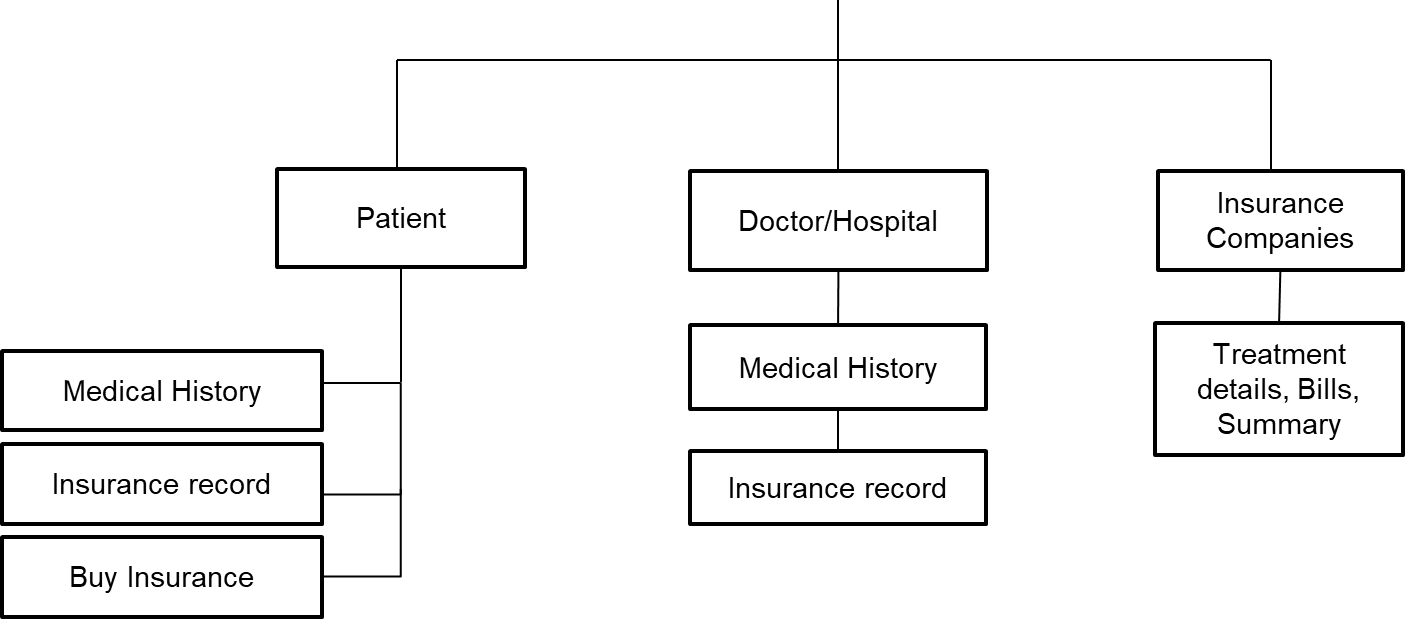 Patient
Doctor/Hospital
Insurance
Companies
Medical History
Insurance record
Buy Insurance
Medical History
Insurance record
Treatment
details, Bills,
Summary